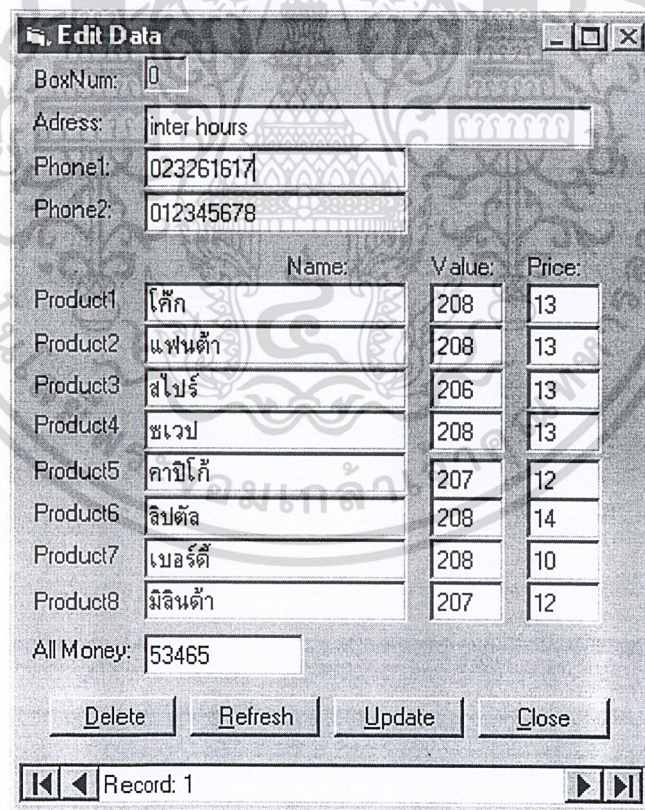 Edit Data
BoxNum: 0
Adress: inter hours
Phone1: 023261617
Phone2: 012345678
Name: Value: Price:
Product1 โค๊ก 208 13
Product2 แฟนต้า 208 13
Product3 สไปร์ 206 13
Product4 ชเวป 208 13
Product5 คาปิโก้ 207 12
Product6 ลิปตัล 208 14
Product7 เบอร์ดี้ 208 10
Product8 มิลินด้า 207 12
All Money: 53465
Delete Refresh Update Close
Record: 1